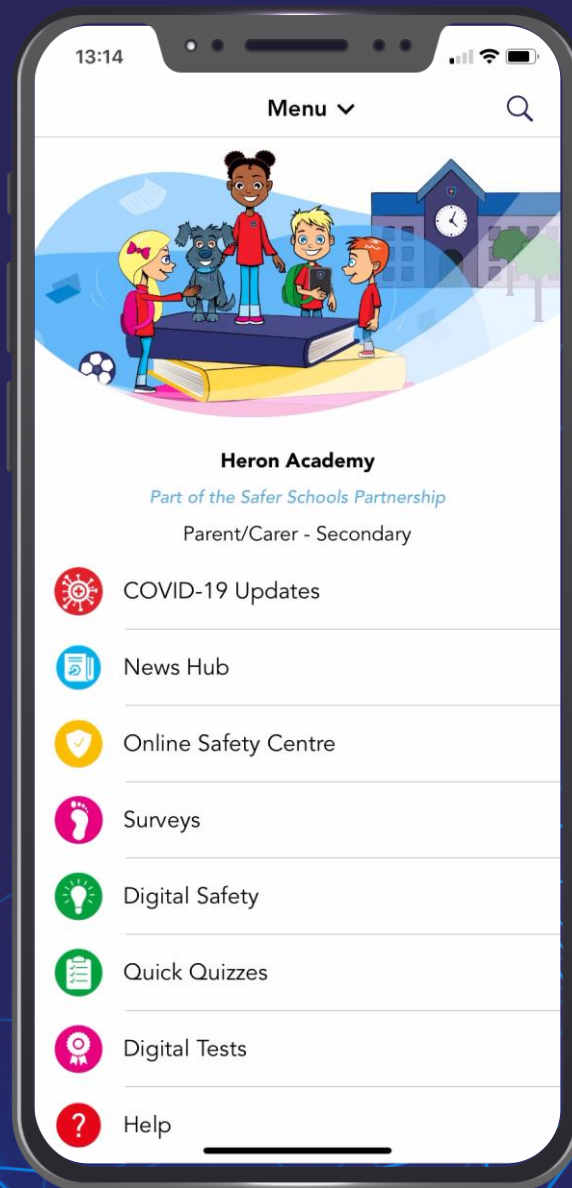 13:14
Menu
Heron Academy
Part of the Safer Schools Partnership
Parent/Carer - Secondary
COVID-19 Updates
News Hub
Online Safety Centre
Surveys
Digital Safety
Quick Quizzes
Digital Tests
? Help